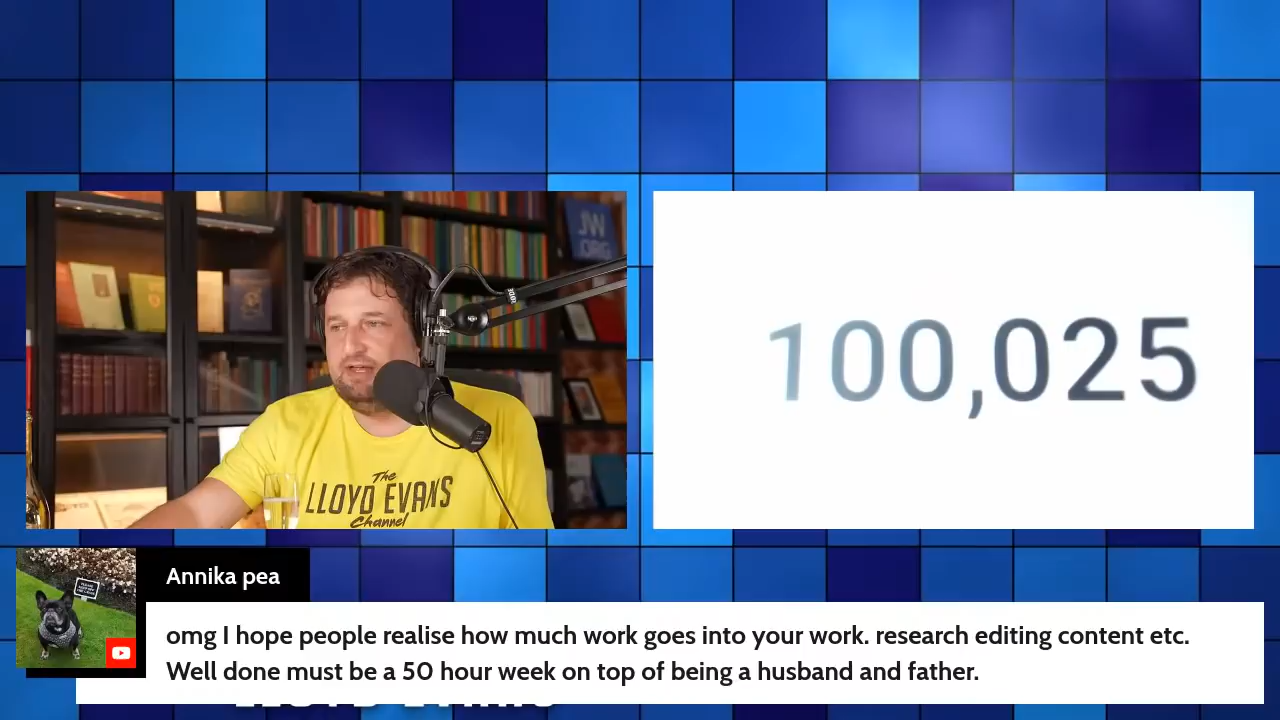 JW
.ORG
100,025
The
LLOYD EVANS
Channel
Annika pea
omg I hope people realise how much work goes into your work. research editing content etc.
Well done must be a 50 hour week on top of being a husband and father.